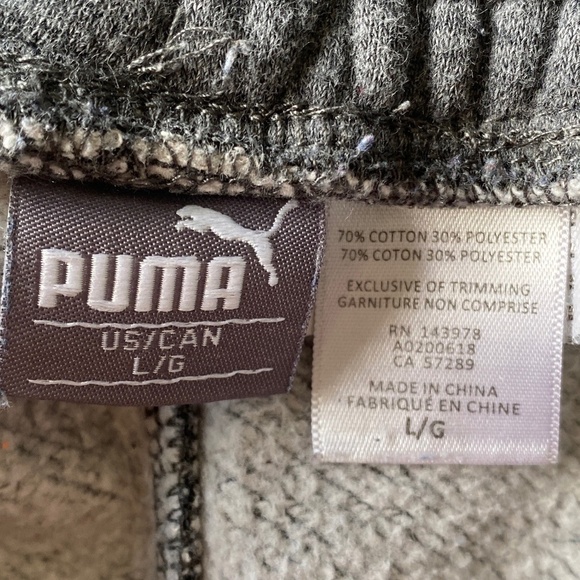 PUMA
US/CAN
L/G
70% COTTON 30% POLYESTER
70% COTON 30% POLYESTER
EXCLUSIVE OF TRIMMING
GARNITURE NON COMPRISE
RN 143978
A0200618
CA 57289
MADE IN CHINA
FABRIQUÉ EN CHINE
L/G